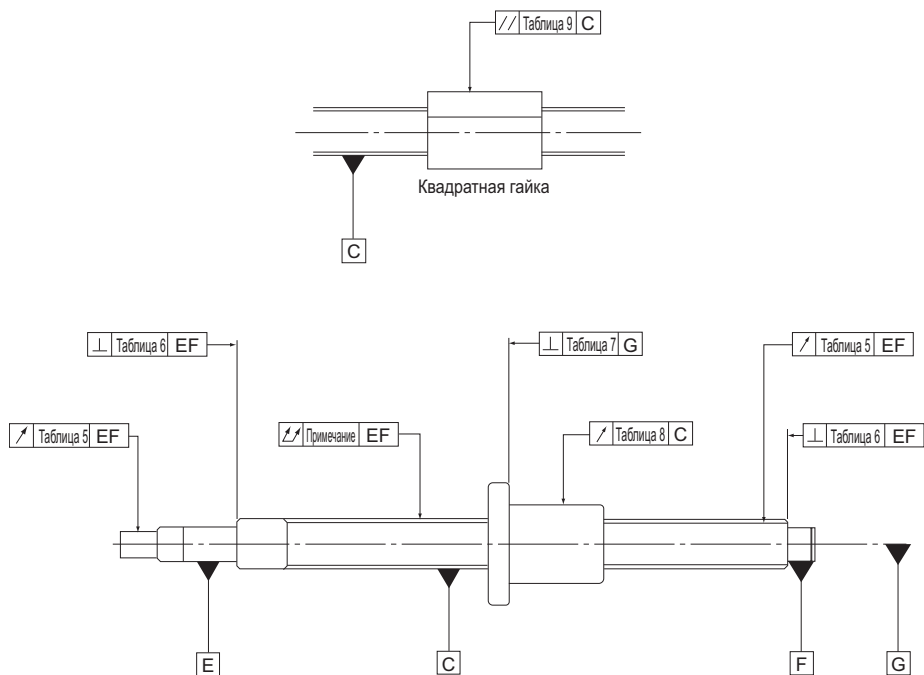 // Таблица 9 C
Квадратная гайка
C
⊥ Таблица 6 EF
⊥ Таблица 7 G
↗ Таблица 5 EF
↗ Таблица 5 EF
Примечание EF
↗ Таблица 8 C
⊥ Таблица 6 EF
E
C
F
G